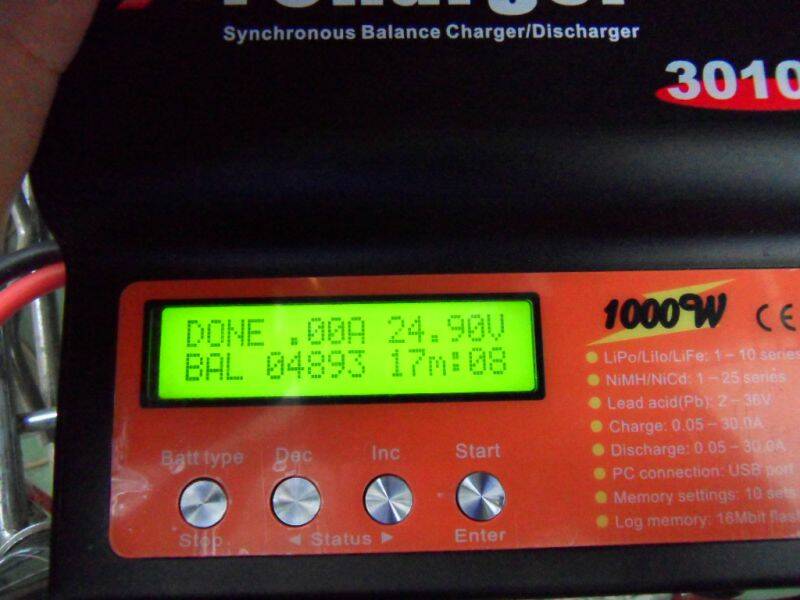 Synchronous Balance Charger/Discharger
3010
DONE .00A 24.90V
BAL 04893 17m:08
Batt type
Dec
Inc
Start
Stop
◄ Status ►
Enter
1000W
CE
LiPo/LiIo/LiFe: 1 – 10 series
NiMH/NiCd: 1 – 25 series
Lead acid(Pb): 2 – 36V
Charge: 0.05 – 30.0A
Discharge: 0.05 – 30.0A
PC connection: USB port
Memory settings: 10 sets
Log memory: 16Mbit flash